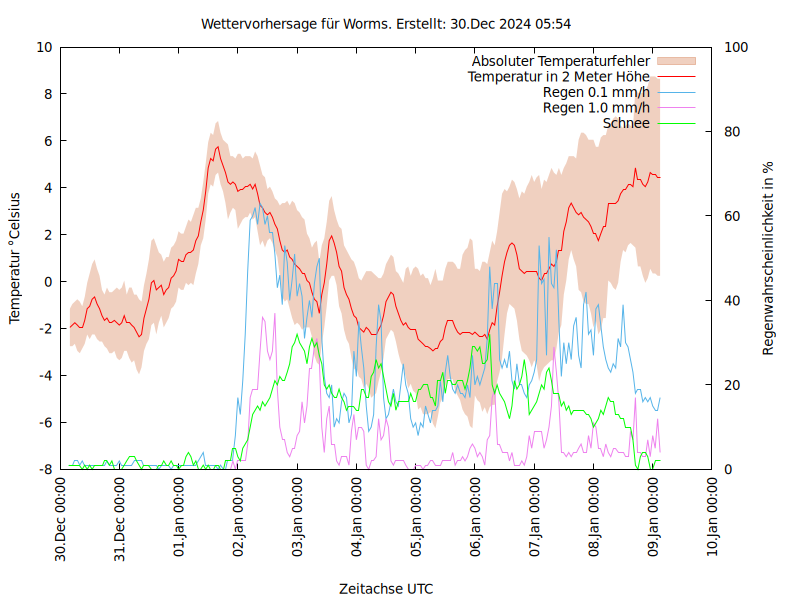 Wettervorhersage für Worms. Erstellt: 30.Dec 2024 05:54
Absoluter Temperaturfehler
Temperatur in 2 Meter Höhe
Regen 0.1 mm/h
Regen 1.0 mm/h
Schnee
Temperatur °Celsius
10
8
6
4
2
0
-2
-4
-6
-8
Regenwahrscheinlichkeit in %
100
80
60
40
20
0
30.Dec 00:00
31.Dec 00:00
01.Jan 00:00
02.Jan 00:00
03.Jan 00:00
04.Jan 00:00
05.Jan 00:00
06.Jan 00:00
07.Jan 00:00
08.Jan 00:00
09.Jan 00:00
10.Jan 00:00
Zeitachse UTC